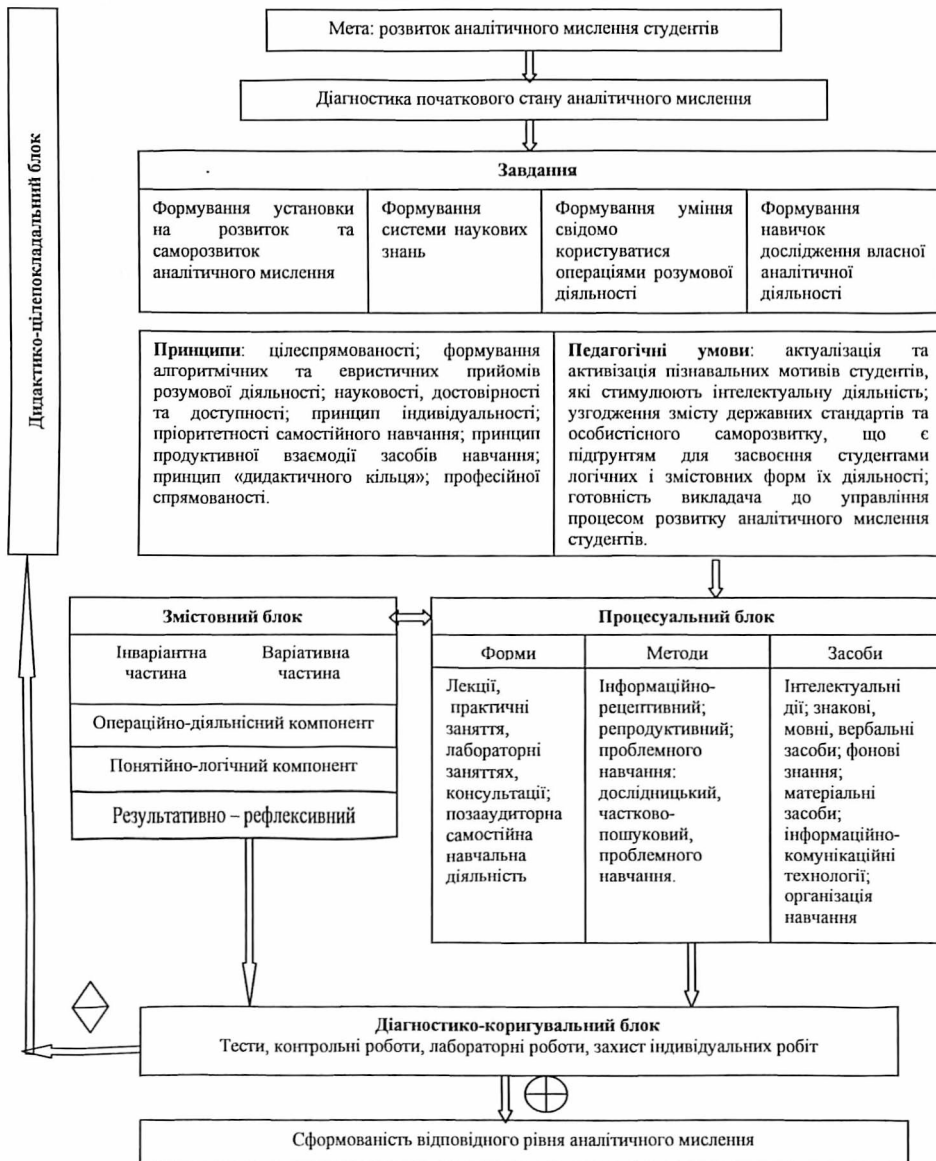 Мета: розвиток аналітичного мислення студентів
Діагностика початкового стану аналітичного мислення
Дидактико-цілепокладальний блок
Завдання
Формування установки
на розвиток та
саморозвиток
аналітичного мислення
Формування
системи наукових
знань
Формування уміння
свідомо
користуватися
операціями розумової
діяльності
Формування
навичок
дослідження власної
аналітичної
діяльності
Принципи: цілеспрямованості; формування
алгоритмічних та евристичних прийомів
розумової діяльності; науковості, достовірності
та доступності; принцип індивідуальності;
пріоритетності самостійного навчання; принцип
продуктивної взаємодії засобів навчання;
принцип «дидактичного кільця»; професійної
спрямованості.
Педагогічні умови: актуалізація та
активізація пізнавальних мотивів студентів,
які стимулюють інтелектуальну діяльність;
узгодження змісту державних стандартів та
особистісного саморозвитку, що є
підґрунтям для засвоєння студентами
логічних і змістовних форм їх діяльності;
готовність викладача до управління
процесом розвитку аналітичного мислення
студентів.
Змістовний блок
Інваріантна частина
Варіативна частина
Операційно-діяльнісний компонент
Понятійно-логічний компонент
Результативно – рефлексивний
Процесуальний блок
Форми
Методи
Засоби
Лекції,
практичні
заняття,
лабораторні
заняттях,
консультації;
позааудиторна
самостійна
навчальна
діяльність
Інформаційно-
рецептивний;
репродуктивний;
проблемного
навчання:
дослідницький,
частково-
пошуковий,
проблемного
навчання.
Інтелектуальні
дії; знакові,
мовні, вербальні
засоби; фонові
знання;
матеріальні
засоби;
інформаційно-
комунікаційні
технології;
організація
навчання
Діагностико-коригувальний блок
Тести, контрольні роботи, лабораторні роботи, захист індивідуальних робіт
Сформованість відповідного рівня аналітичного мислення